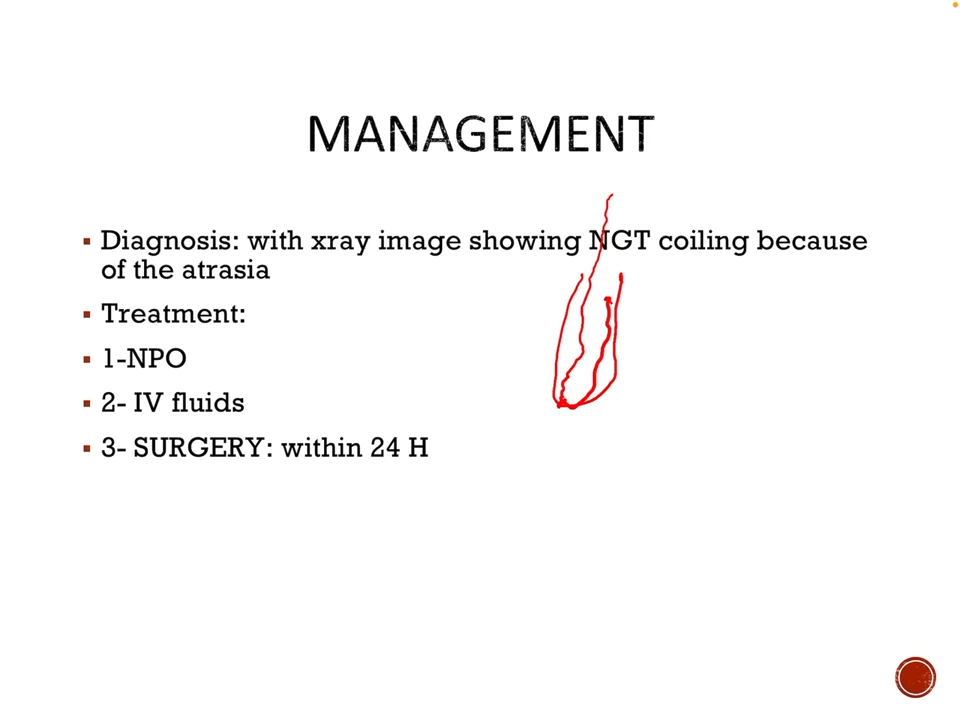 MANAGEMENT
▪ Diagnosis: with xray image showing NGT coiling because
of the atrasia
▪ Treatment:
▪ 1-NPO
▪ 2- IV fluids
▪ 3- SURGERY: within 24 H